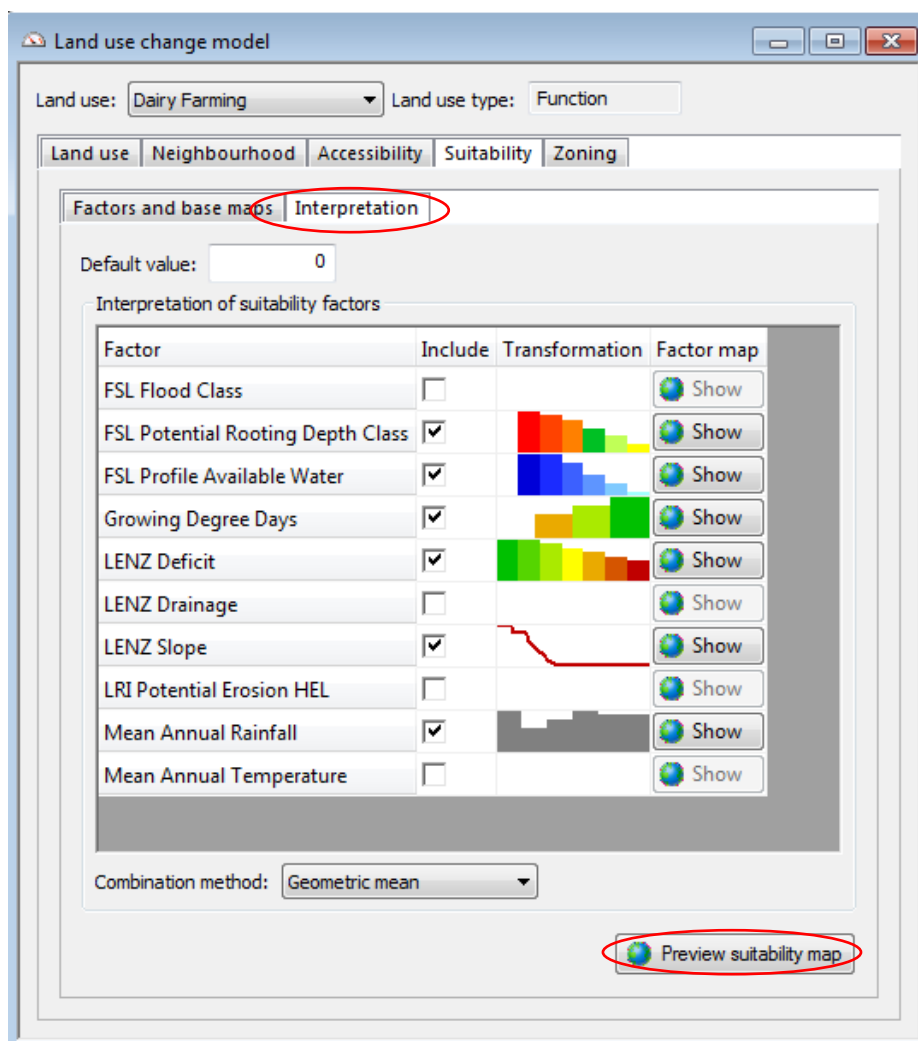 Land use change model
Land use: Dairy Farming Land use type: Function
Land use Neighbourhood Accessibility Suitability Zoning
Factors and base maps Interpretation
Default value: 0
Interpretation of suitability factors
Factor Include Transformation Factor map
FSL Flood Class Show
FSL Potential Rooting Depth Class Show
FSL Profile Available Water Show
Growing Degree Days Show
LENZ Deficit Show
LENZ Drainage Show
LENZ Slope Show
LRI Potential Erosion HEL Show
Mean Annual Rainfall Show
Mean Annual Temperature Show
Combination method: Geometric mean
Preview suitability map